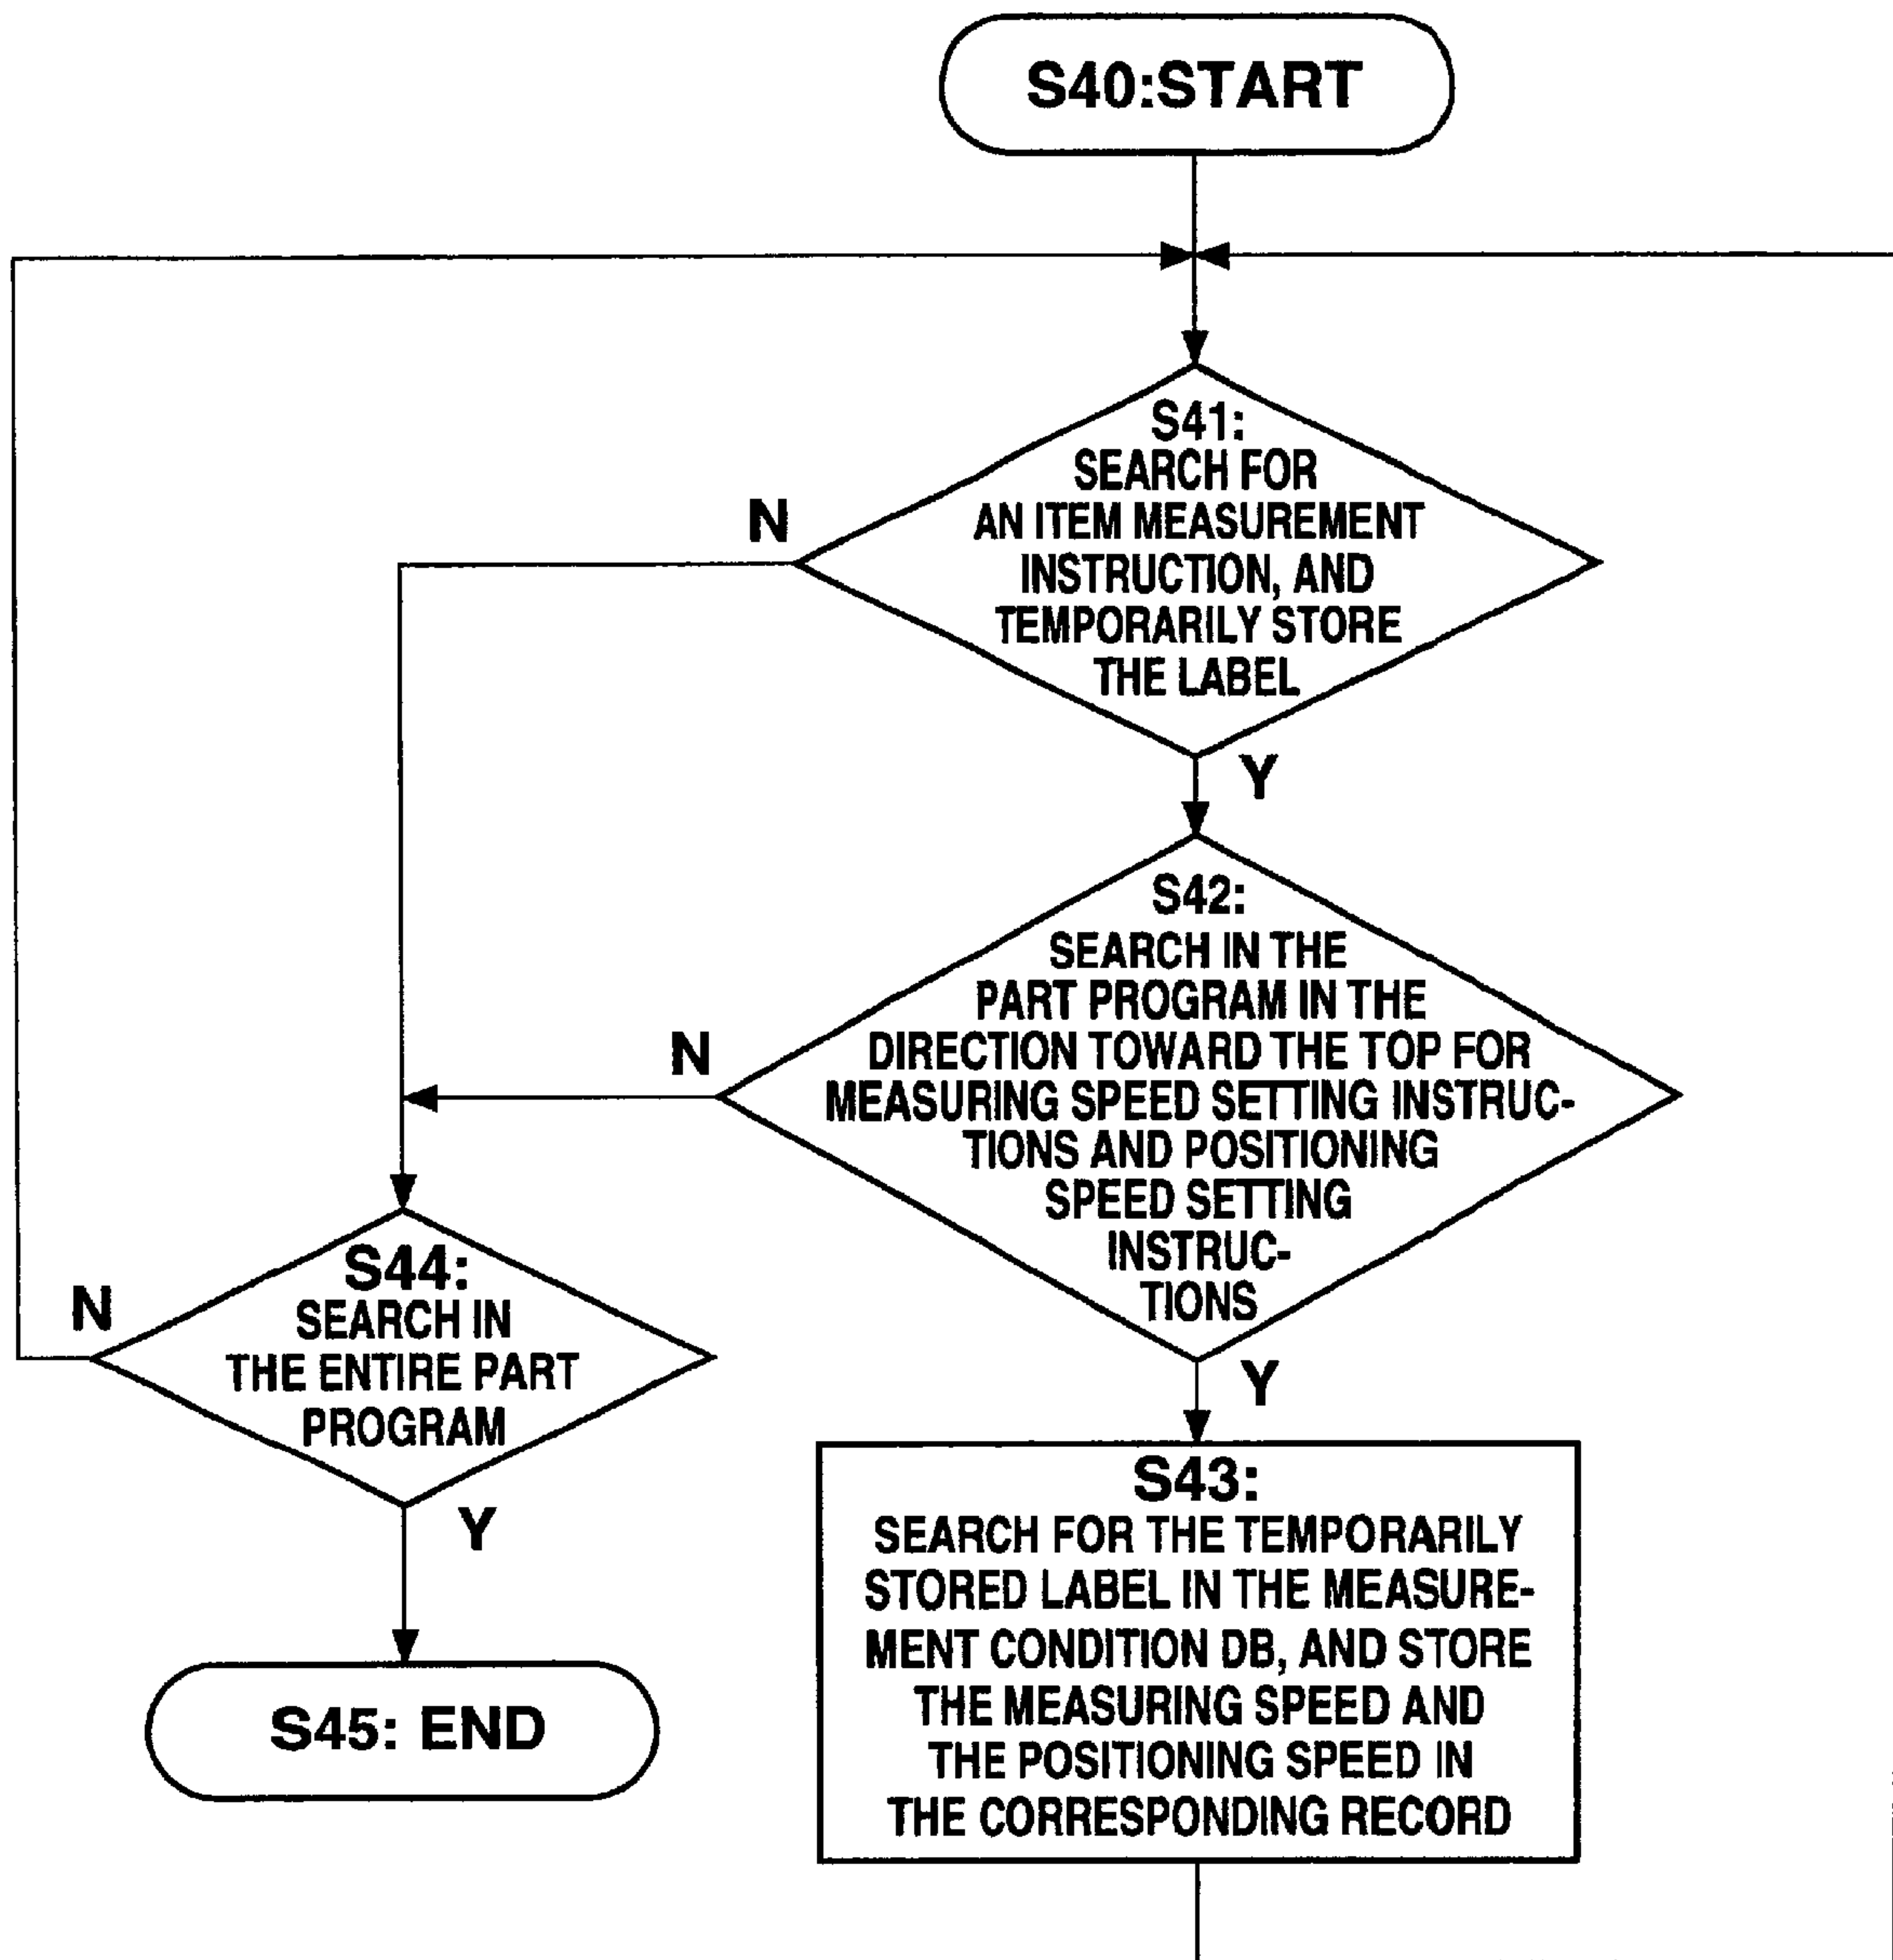 S40:START
N
S41:
SEARCH FOR
AN ITEM MEASUREMENT
INSTRUCTION, AND
TEMPORARILY STORE
THE LABEL
Y
S42:
SEARCH IN THE
PART PROGRAM IN THE
DIRECTION TOWARD THE TOP FOR
MEASURING SPEED SETTING INSTRUC-
TIONS AND POSITIONING
SPEED SETTING
INSTRUC-
TIONS
N
Y
S44:
SEARCH IN
THE ENTIRE PART
PROGRAM
N
Y
S43:
SEARCH FOR THE TEMPORARILY
STORED LABEL IN THE MEASURE-
MENT CONDITION DB, AND STORE
THE MEASURING SPEED AND
THE POSITIONING SPEED IN
THE CORRESPONDING RECORD
S45: END